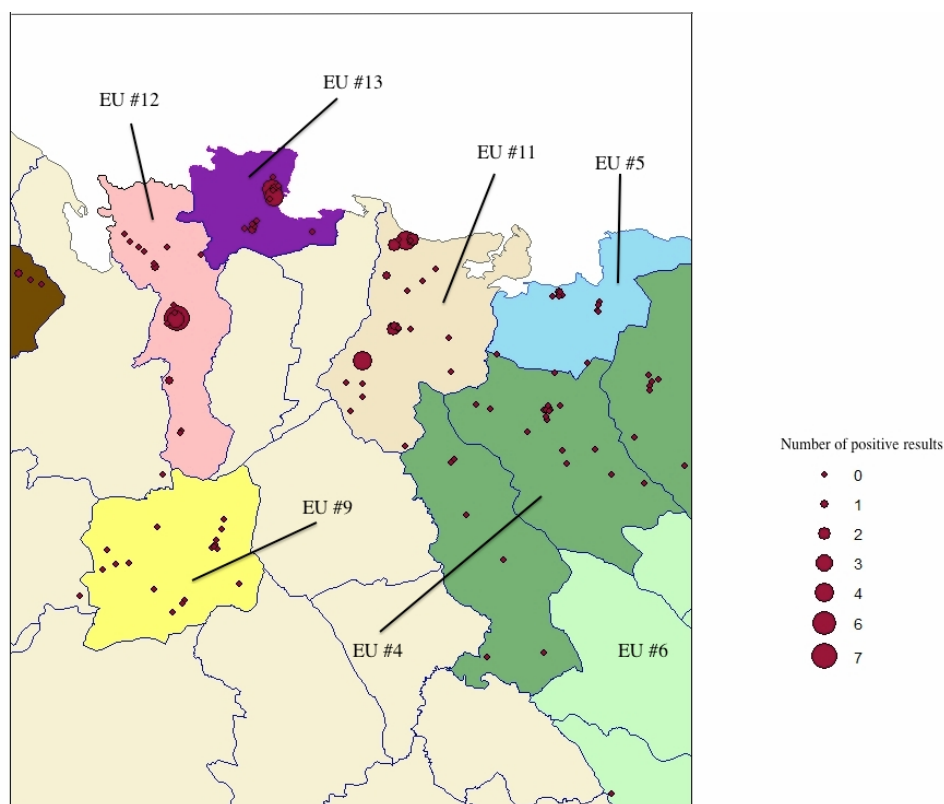 EU #13
EU #12
EU #11
EU #5
Number of positive results
0
1
EU #9
2
3
4
6
EU #4
EU #6
7